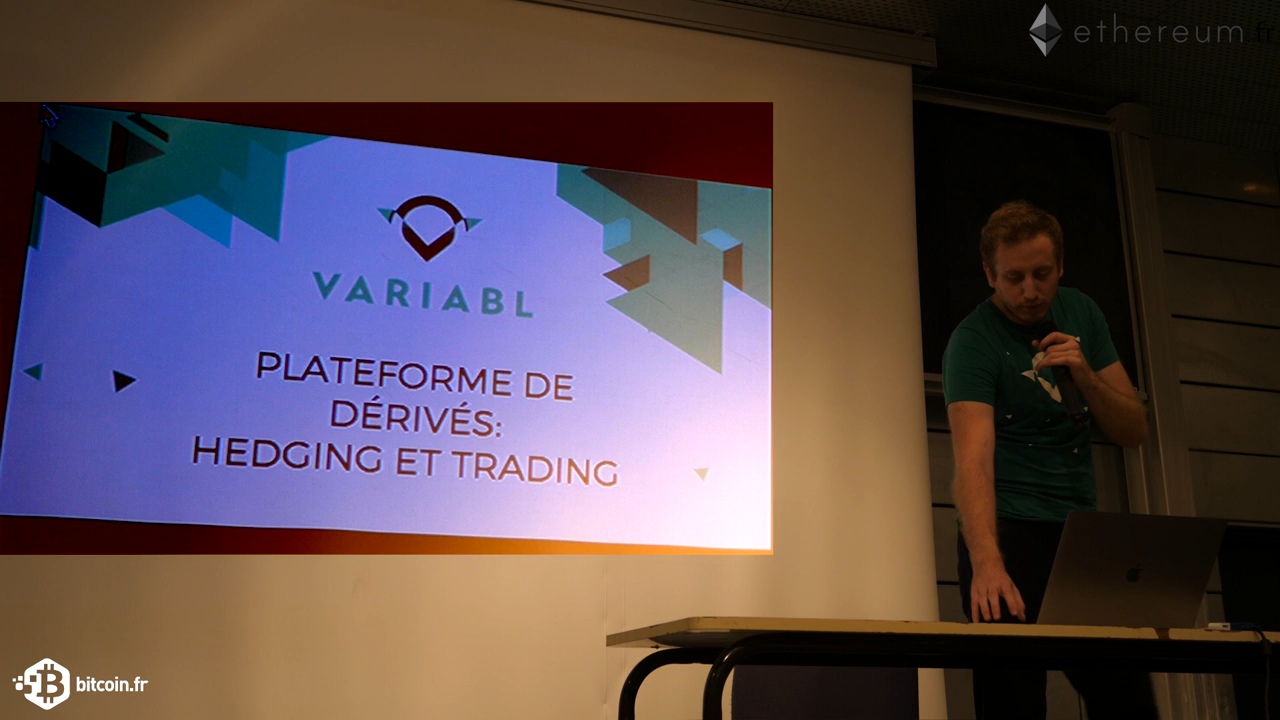 ethereum.fr
VARIABL
PLATEFORME DE
DÉRIVÉS:
HEDGING ET TRADING
bitcoin.fr